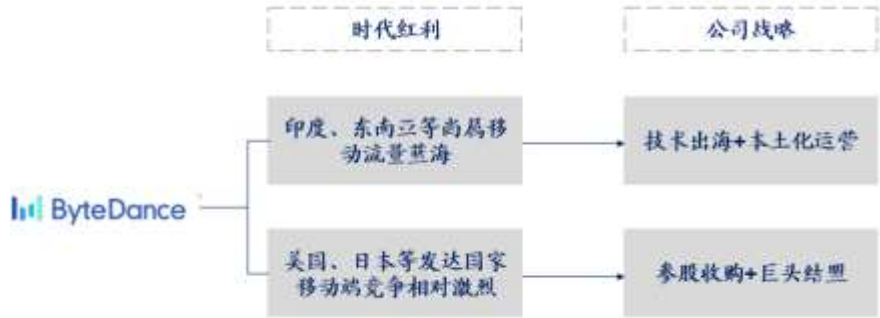 时代红利
公司战略
印度、东南亚等尚属移
动流量蓝海
技术出海+本土化运营
ByteDance
美国、日本等发达国家
移动端竞争相对激烈
参股收购+巨头结盟